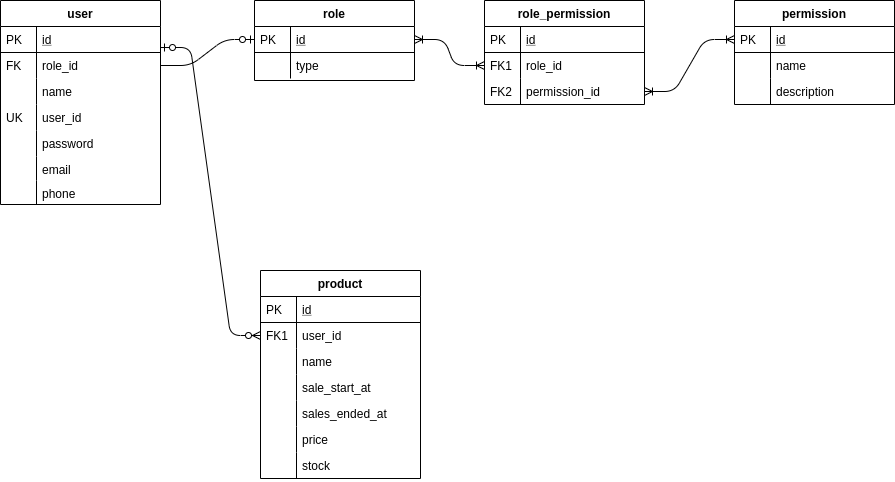 user
PK id
FK role_id
name
UK user_id
password
email
phone
role
PK id
type
role_permission
PK id
FK1 role_id
FK2 permission_id
permission
PK id
name
description
product
PK id
FK1 user_id
name
sale_start_at
sales_ended_at
price
stock